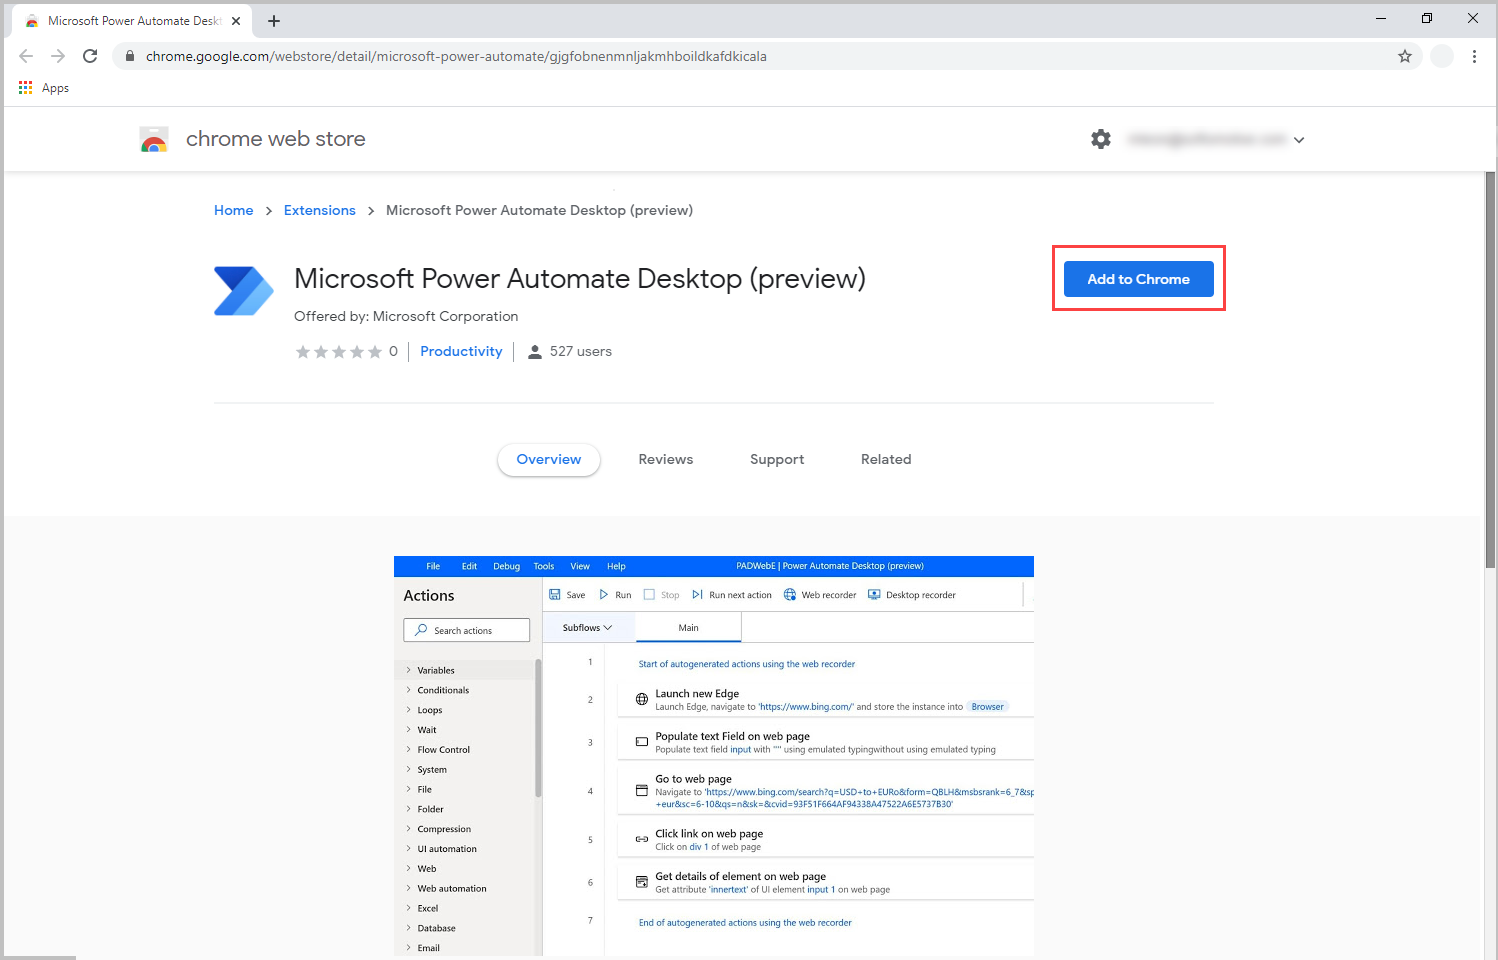 Microsoft Power Automate Deskt
chrome.google.com/webstore/detail/microsoft-power-automate/gjgfobnenmnljakmhboildkafdkicala
Apps
chrome web store
Home > Extensions > Microsoft Power Automate Desktop (preview)
Microsoft Power Automate Desktop (preview)
Add to Chrome
Offered by: Microsoft Corporation
0 | Productivity | 527 users
Overview Reviews Support Related
File Edit Debug Tools View Help PADWebE | Power Automate Desktop (preview)
Actions
Save Run Stop Run next action Web recorder Desktop recorder
Search actions
Subflows Main
Variables
Conditionals
Loops
Wait
Flow Control
System
File
Folder
Compression
UI automation
Web
Web automation
Excel
Database
Email
1 Start of autogenerated actions using the web recorder
2 Launch new Edge
Launch Edge, navigate to 'https://www.bing.com/' and store the instance into Browser
3 Populate text Field on web page
Populate text field input with "" using emulated typingwithout using emulated typing
4 Go to web page
Navigate to 'https://www.bing.com/search?q=USD+to+EURo&form=QBLH&msbsrank=6_7&sp
+eur&sc=6-10&qs=n&sk=&cvid=93F51F664AF94338A47522A6E5737B30'
5 Click link on web page
Click on div 1 of web page
6 Get details of element on web page
Get attribute 'innertext' of UI element input 1 on web page
7 End of autogenerated actions using the web recorder